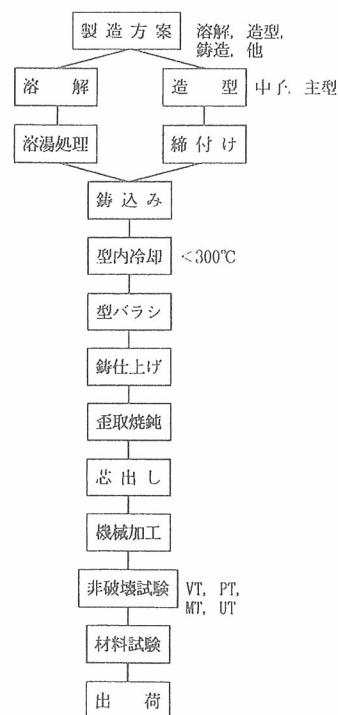 製造方案
溶解, 造型,
鋳造, 他
溶解
造型
中子, 主型
溶湯処理
締付け
鋳込み
型内冷却
<300℃
型バラシ
鋳仕上げ
歪取焼鈍
芯出し
機械加工
非破壊試験
VT, PT,
MT, UT
材料試験
出荷